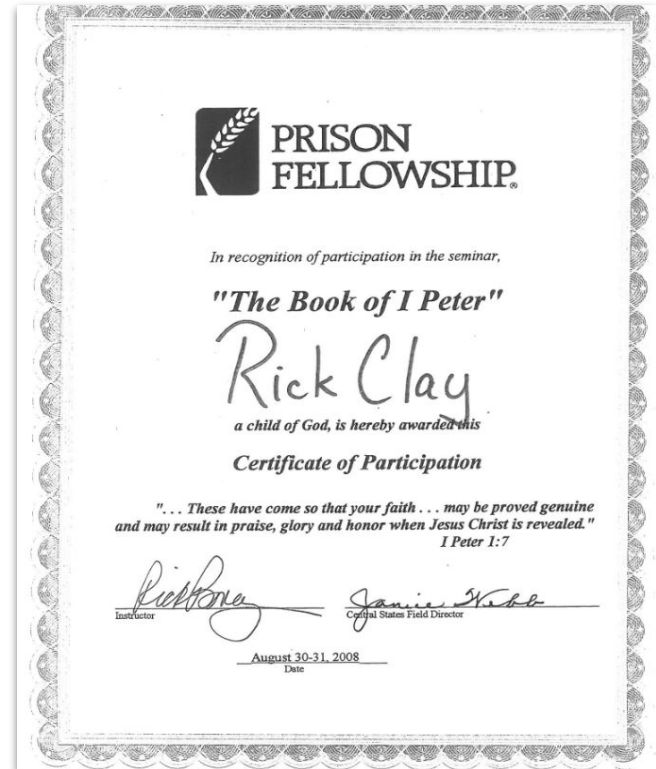 PRISON
FELLOWSHIP®
In recognition of participation in the seminar,
"The Book of I Peter"
Rick Clay
a child of God, is hereby awarded this
Certificate of Participation
". . . These have come so that your faith . . . may be proved genuine
and may result in praise, glory and honor when Jesus Christ is revealed."
I Peter 1:7
Janice Webb
Instructor
Central States Field Director
August 30-31, 2008
Date